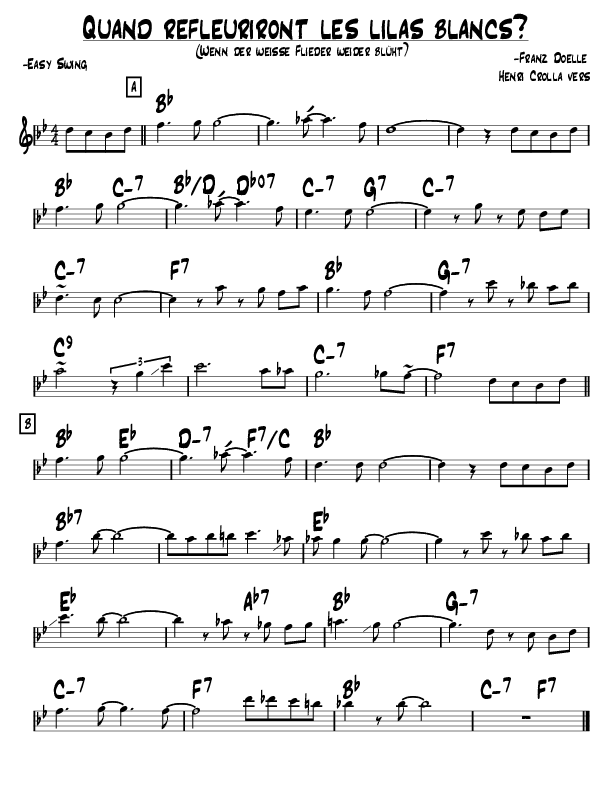 Quand refleuriront les lilas blancs?
(Wenn der weisse Flieder weider blüht)
-Easy Swing
-Franz Doelle
Henri Crolla vers
A
B♭
B♭ C-7 B♭/D D♭o7 C-7 G7 C-7
C-7 F7 B♭ G-7
C9 C-7 F7
3
B
B♭ E♭ D-7 F7/C B♭
B♭7 E♭
E♭ A♭7 B♭ G-7
C-7 F7 B♭ C-7 F7